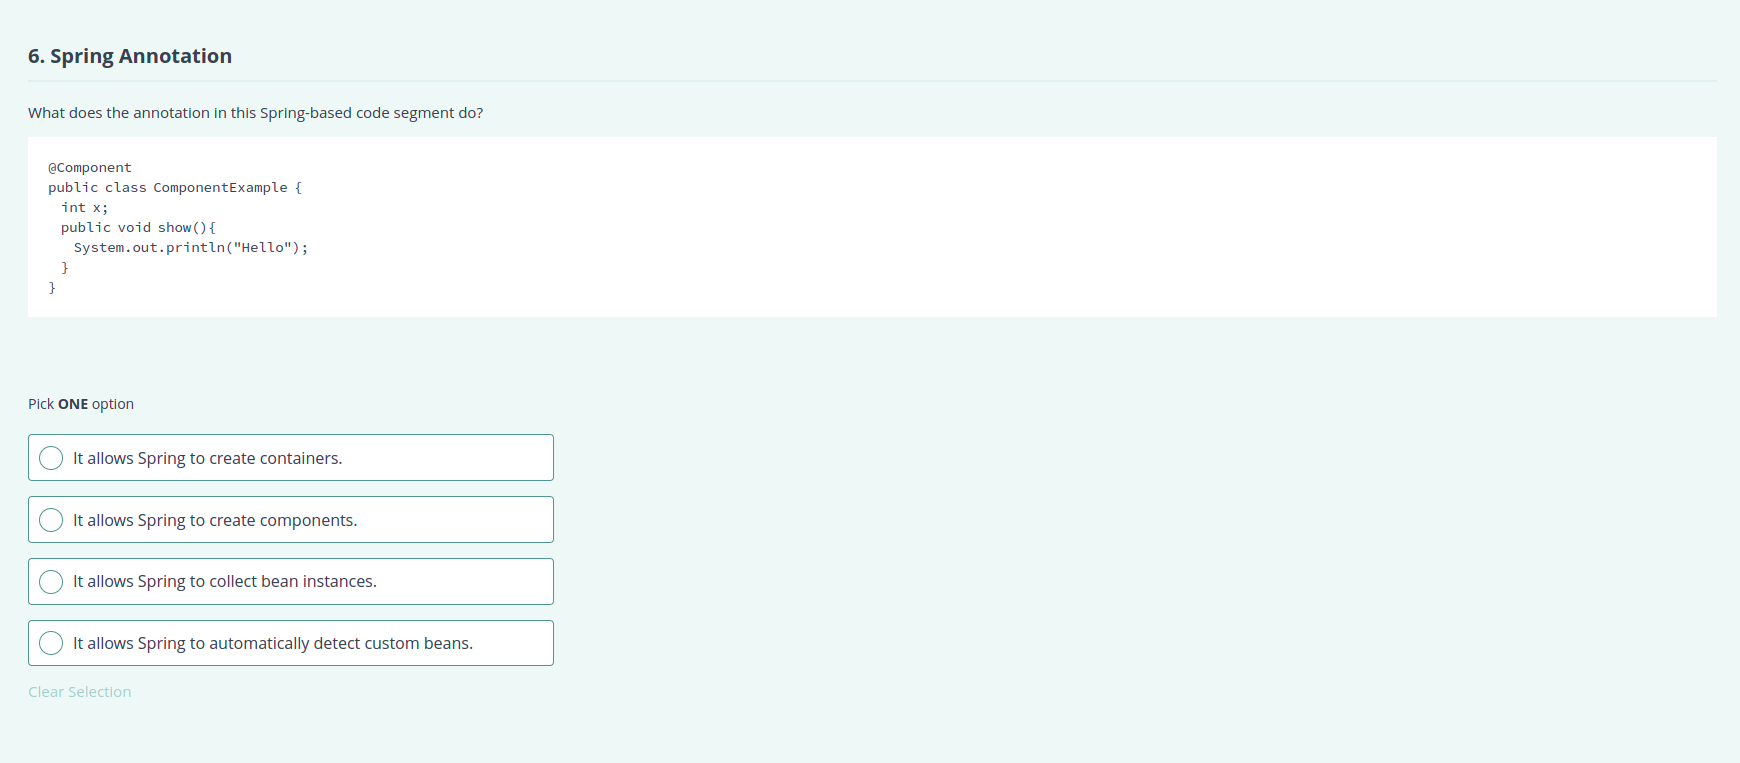 6. Spring Annotation
What does the annotation in this Spring-based code segment do?
@Component
public class ComponentExample {
  int x;
  public void show(){
    System.out.println("Hello");
  }
}
Pick ONE option
It allows Spring to create containers.
It allows Spring to create components.
It allows Spring to collect bean instances.
It allows Spring to automatically detect custom beans.
Clear Selection